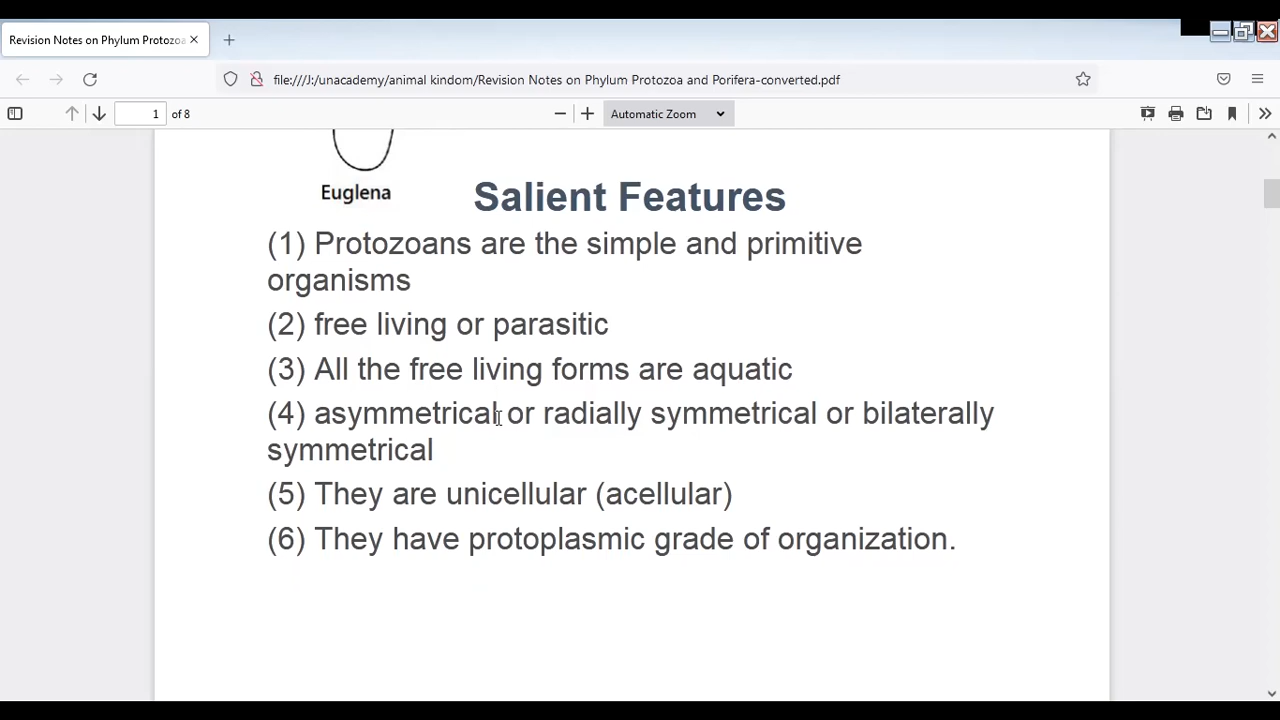 Revision Notes on Phylum Protozoa
file:///J:/unacademy/animal kindom/Revision Notes on Phylum Protozoa and Porifera-converted.pdf
1 of 8
Automatic Zoom
Euglena
Salient Features
(1) Protozoans are the simple and primitive
organisms
(2) free living or parasitic
(3) All the free living forms are aquatic
(4) asymmetrical or radially symmetrical or bilaterally
symmetrical
(5) They are unicellular (acellular)
(6) They have protoplasmic grade of organization.